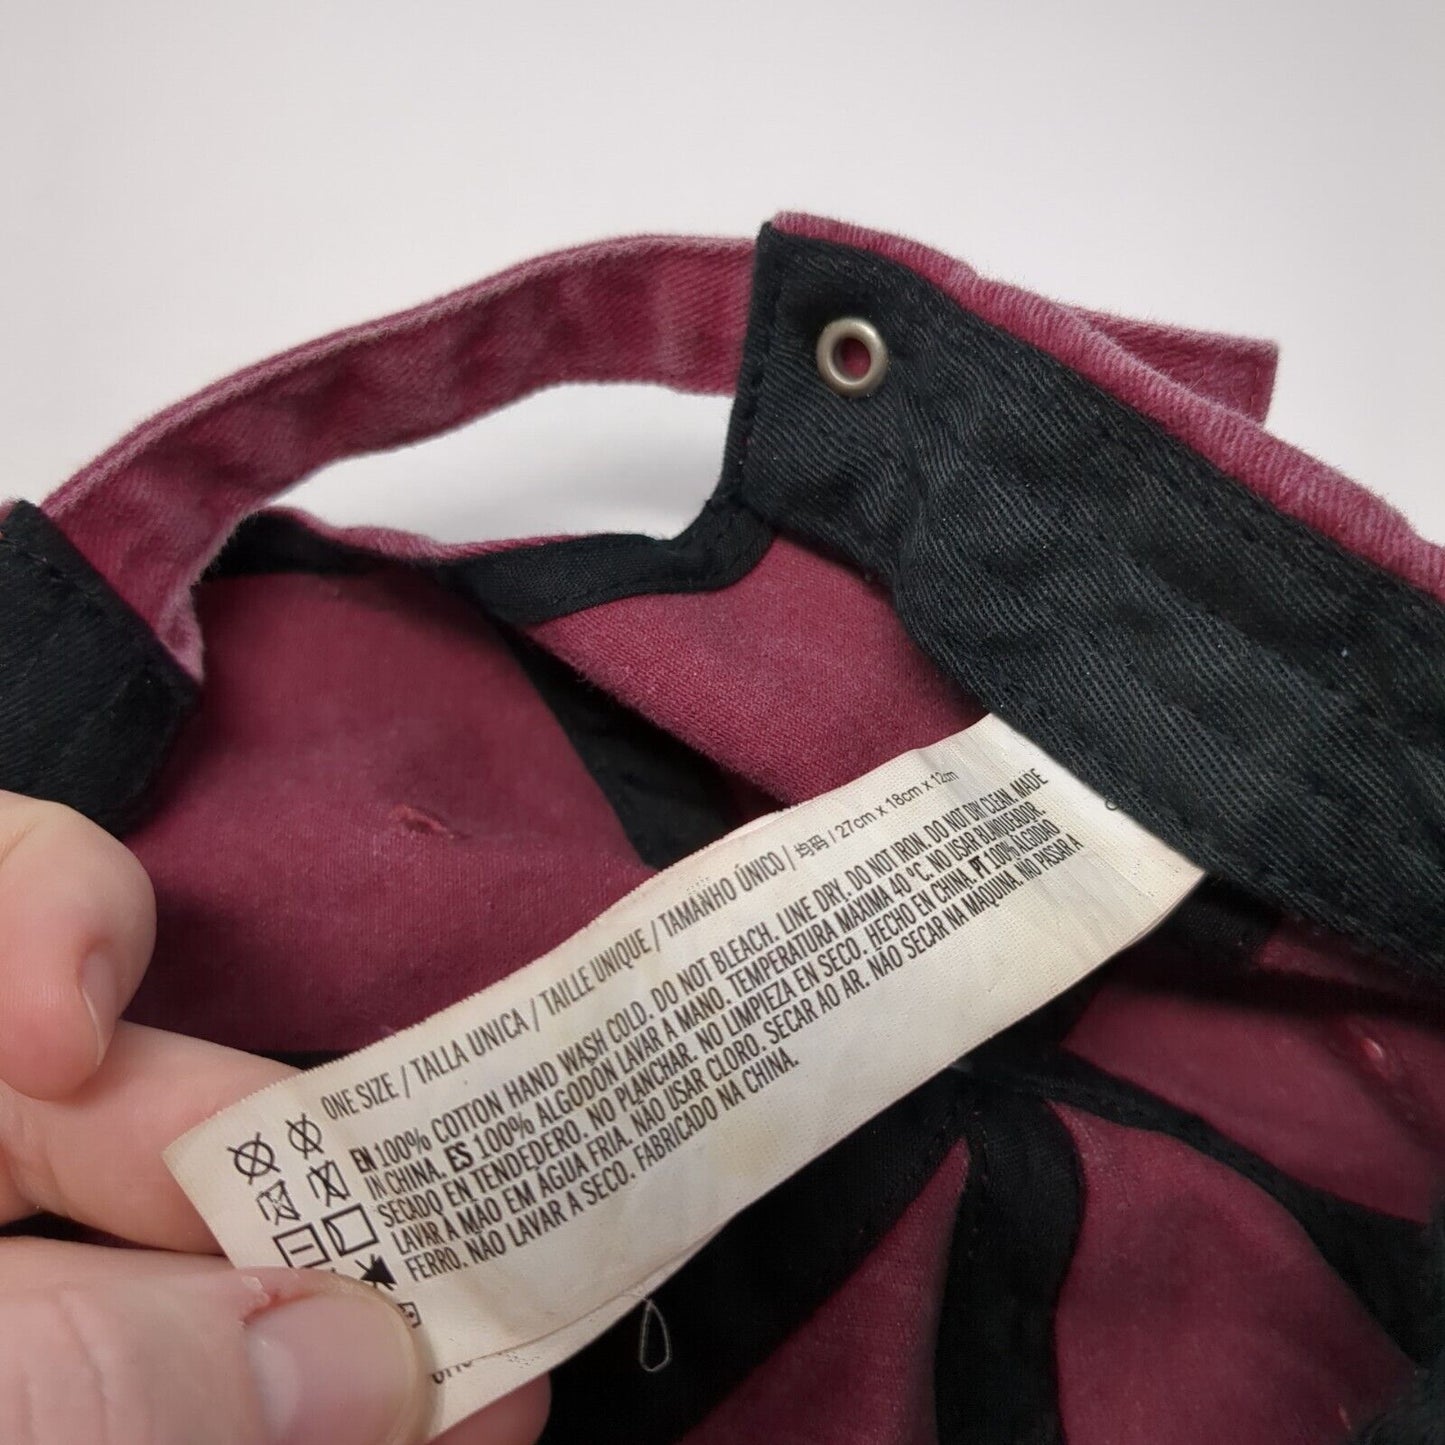 ONE SIZE / TALLA UNICA / TAILLE UNIQUE / TAMANHO ÚNICO / 均码 / 27cm x 18cm x 12cm
EN 100% COTTON HAND WASH COLD. DO NOT BLEACH. LINE DRY. DO NOT IRON. DO NOT DRY CLEAN. MADE
IN CHINA. ES 100% ALGODÓN LAVAR A MANO. TEMPERATURA MÁXIMA 40 °C. NO USAR BLANQUEADOR.
SECADO EN TENDEDERO. NO PLANCHAR. NO LIMPIEZA EN SECO. HECHO EN CHINA. PT 100% ALGODÃO
LAVAR A MÃO EM ÁGUA FRIA. NÃO USAR CLORO. SECAR AO AR. NÃO SECAR NA MAQUINA. NO PASSAR A
FERRO. NÃO LAVAR A SECO. FABRICADO NA CHINA.